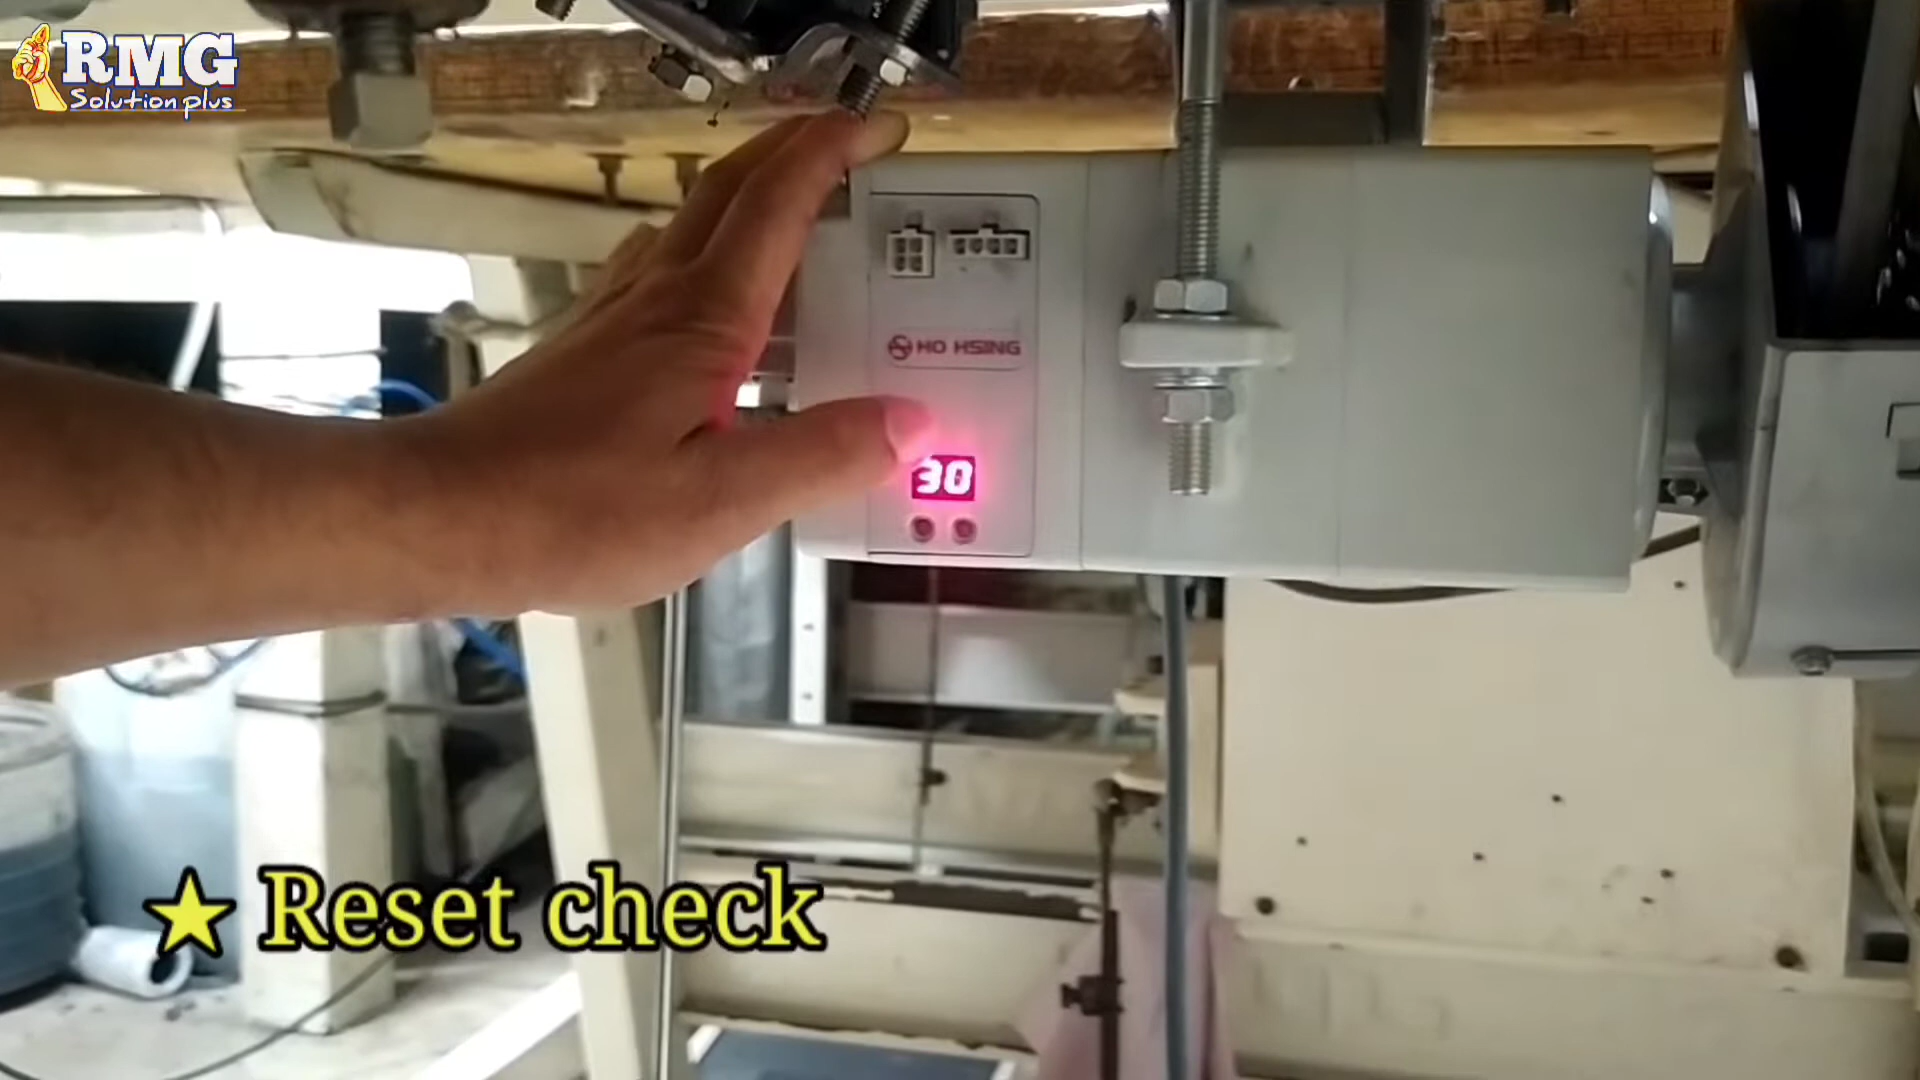 RMG
Solution plus
HO HSING
30
★ Reset check